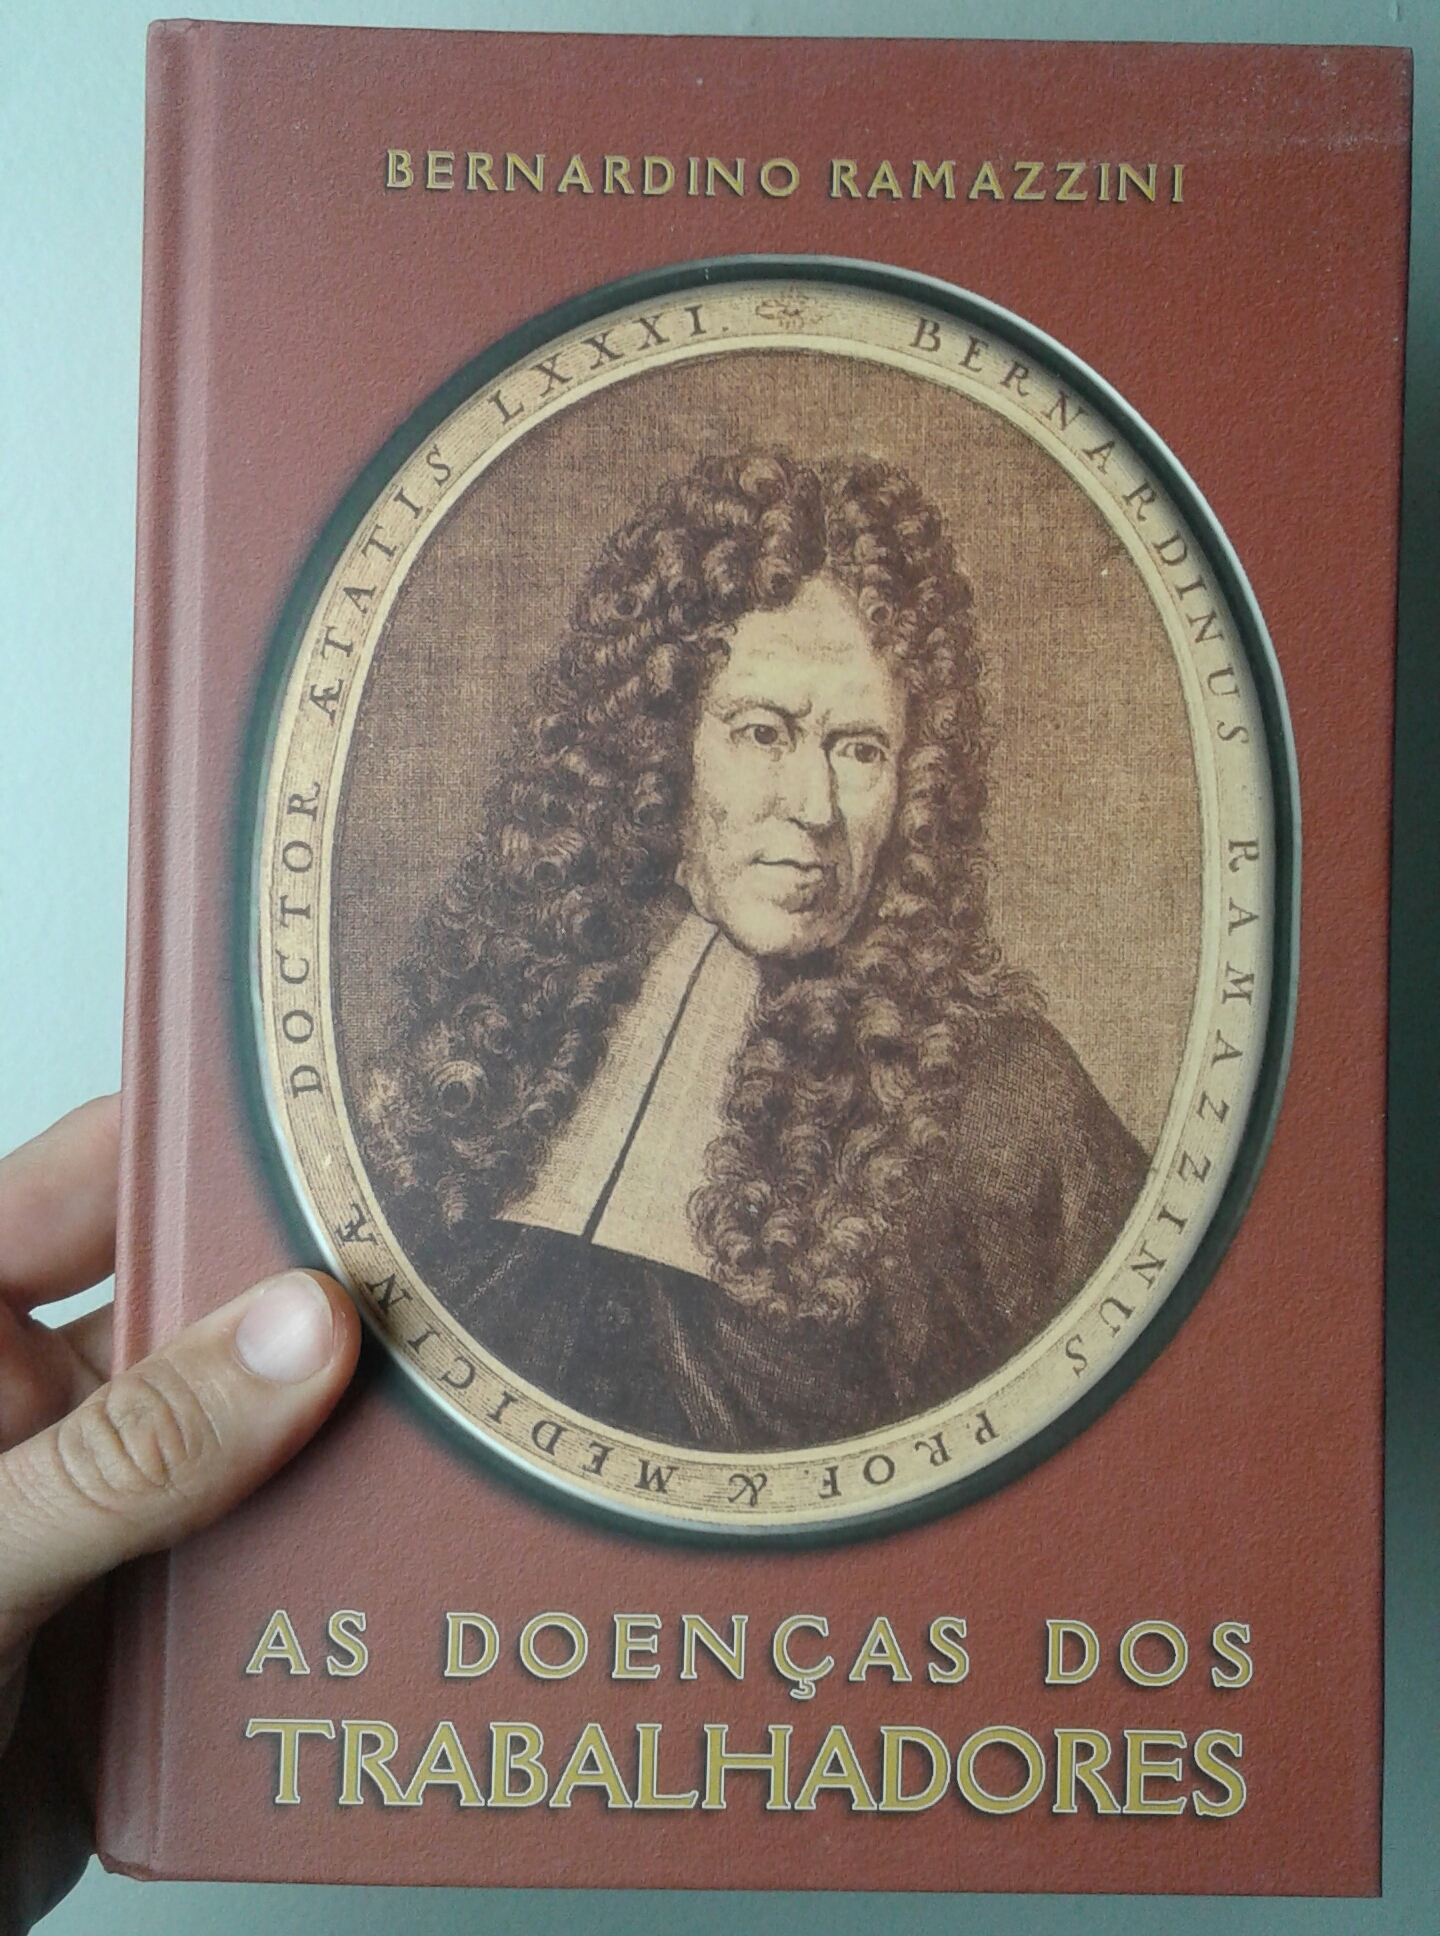 BERNARDINO RAMAZZINI
BERNARDINUS RAMAZZINUS PROF. & MEDICINÆ DOCTOR ÆTATIS LXXXI.
AS DOENÇAS DOS
TRABALHADORES